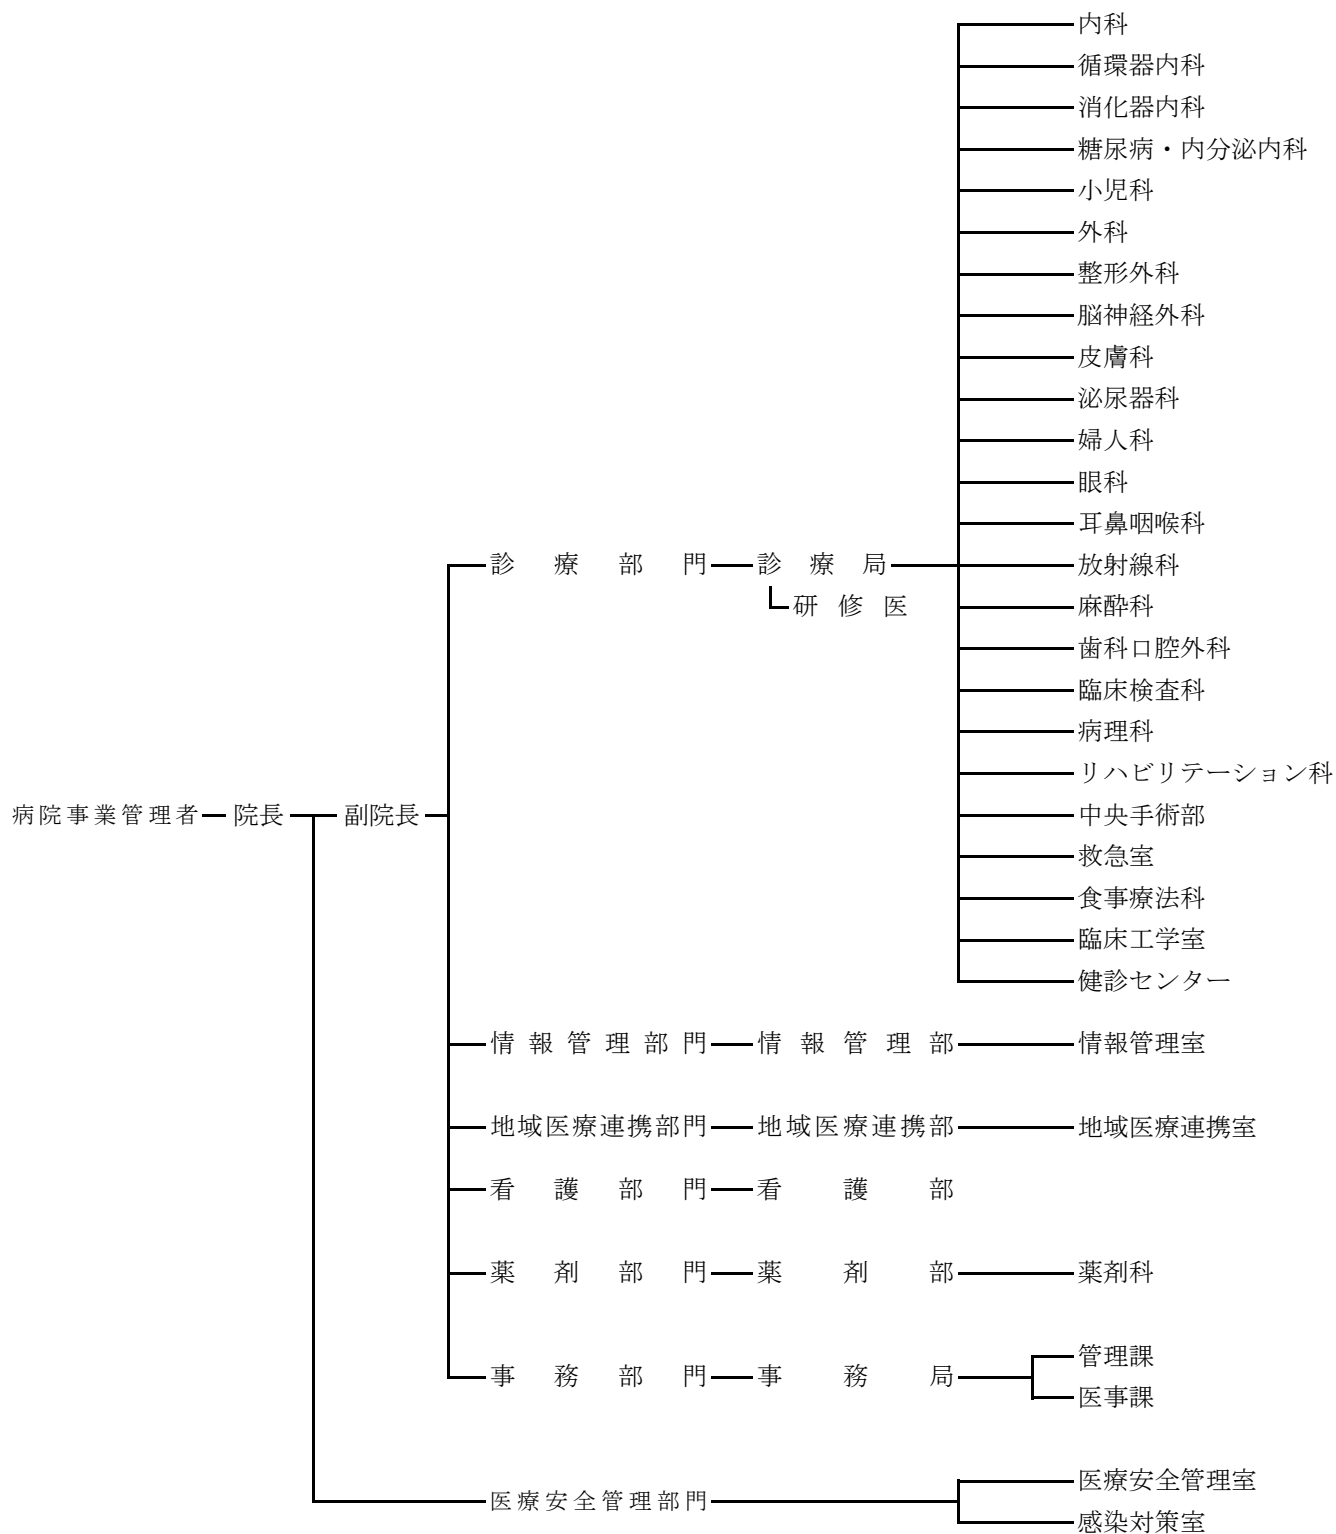 内科
循環器内科
消化器内科
糖尿病・内分泌内科
小児科
外科
整形外科
脳神経外科
皮膚科
泌尿器科
婦人科
眼科
耳鼻咽喉科
診療部門 診療局 放射線科
研修医 麻酔科
歯科口腔外科
臨床検査科
病理科
リハビリテーション科
病院事業管理者 院長 副院長 中央手術部
救急室
食事療法科
臨床工学室
健診センター
情報管理部門 情報管理部 情報管理室
地域医療連携部門 地域医療連携部 地域医療連携室
看護部門 看護部
薬剤部門 薬剤部 薬剤科
管理課
事務部門 事務局
医事課
医療安全管理室
医療安全管理部門
感染対策室